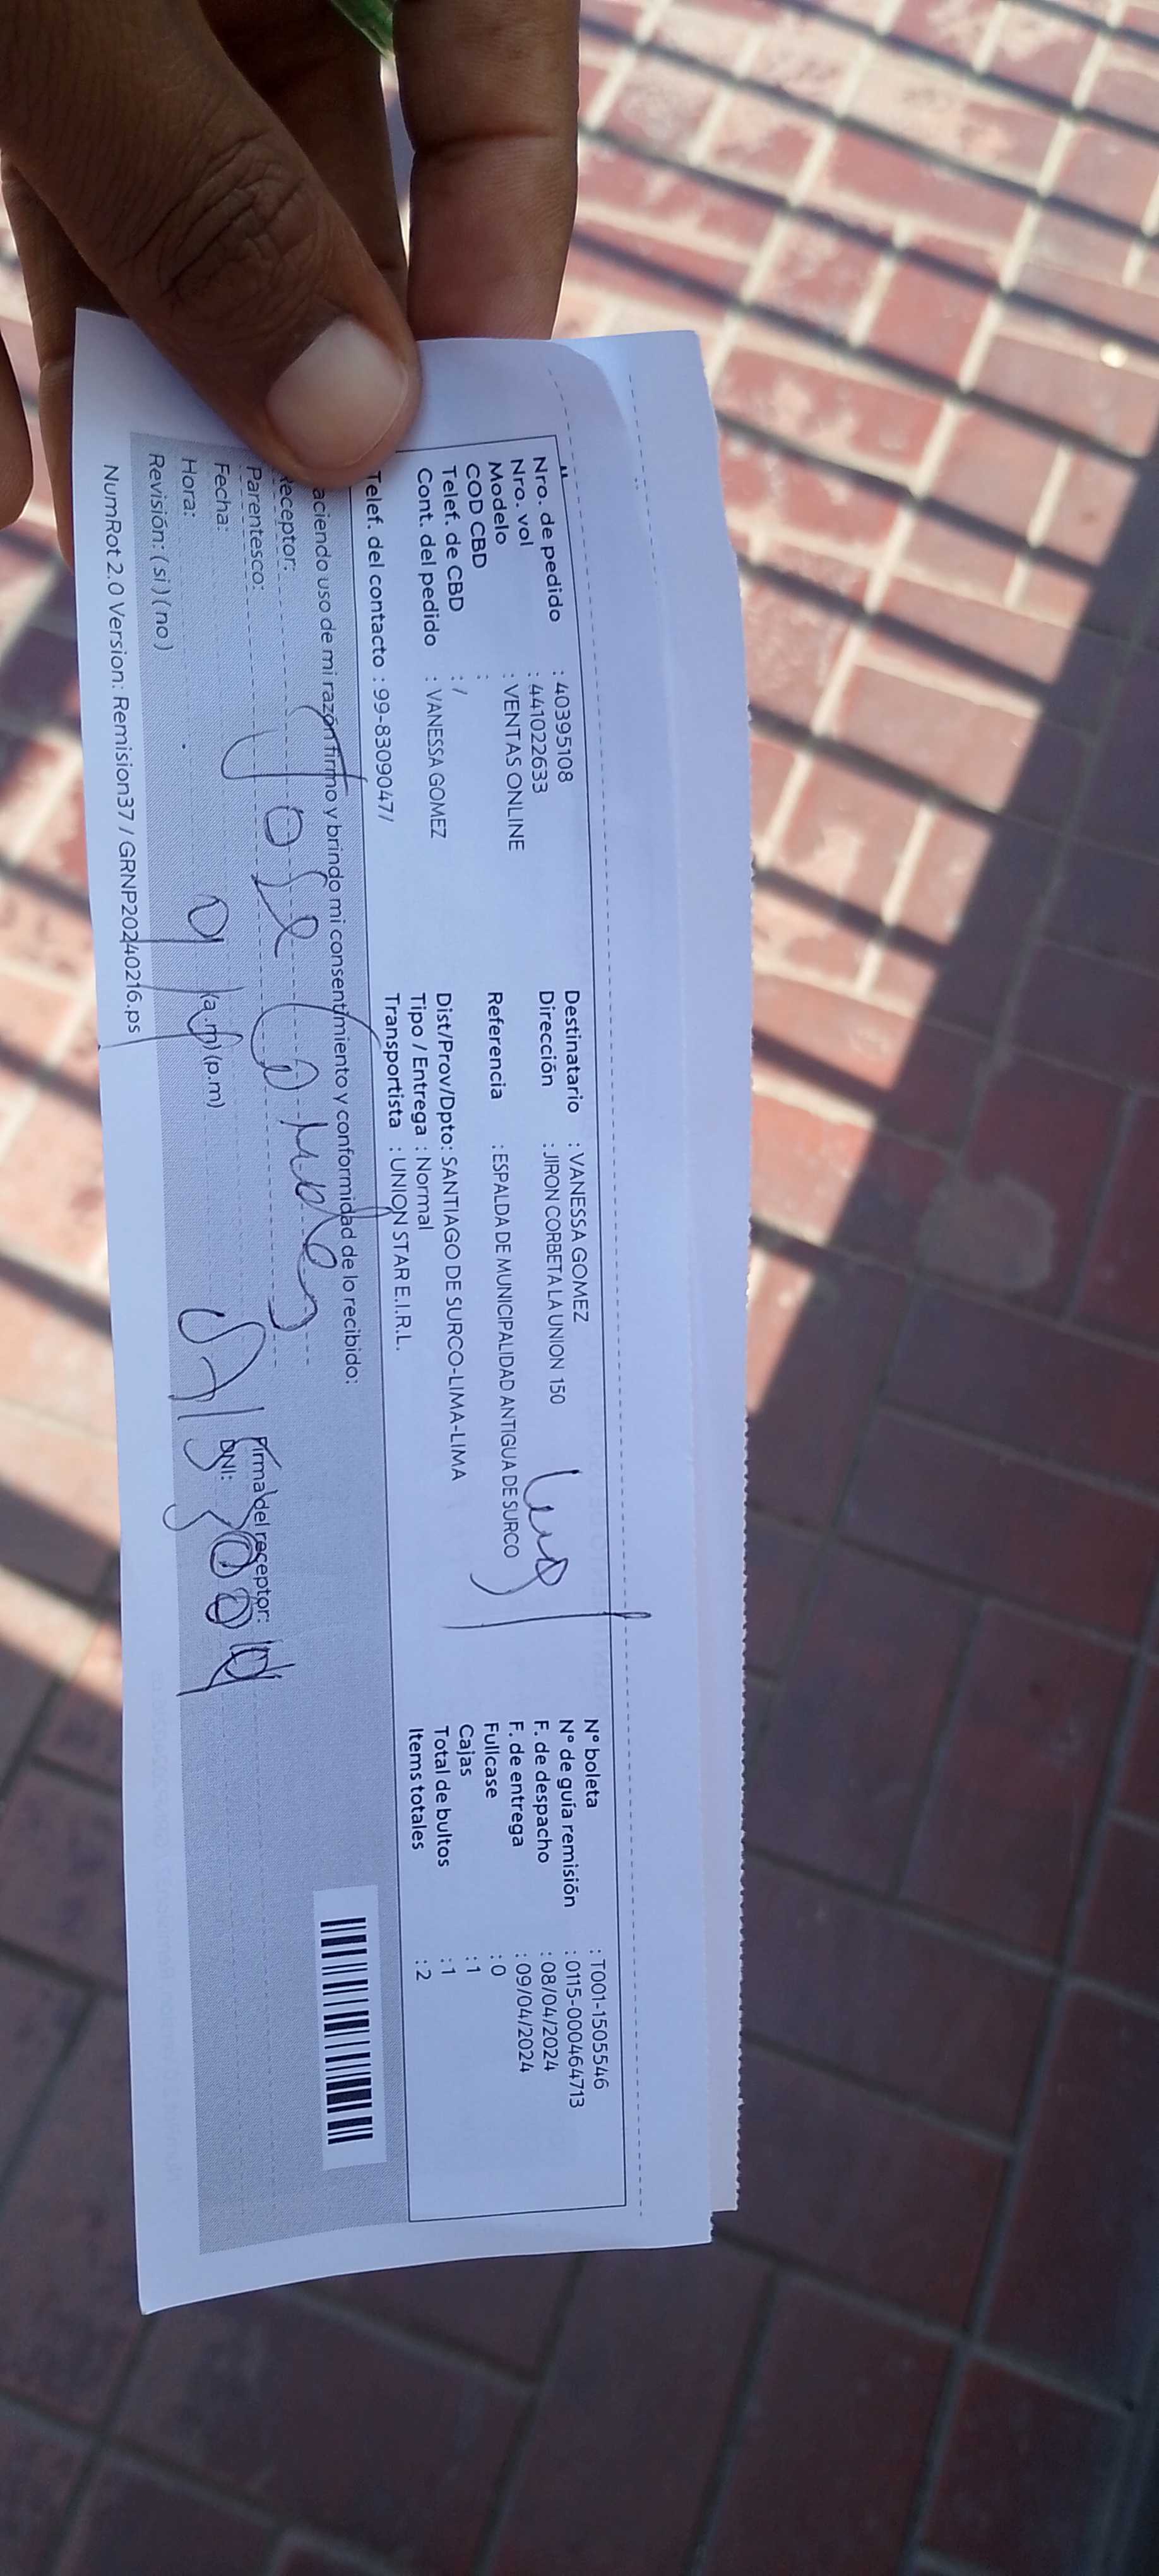 Nro. de pedido : 40395108
Nro. vol : 441022633
Modelo : VENTAS ONLINE
COD CBD :
Telef. de CBD : /
Cont. del pedido : VANESSA GOMEZ
Telef. del contacto : 99-8309047/
Destinatario : VANESSA GOMEZ
Dirección : JIRON CORBETA LA UNION 150
Referencia : ESPALDA DE MUNICIPALIDAD ANTIGUA DE SURCO
Dist/Prov/Dpto: SANTIAGO DE SURCO-LIMA-LIMA
Tipo / Entrega : Normal
Transportista : UNION STAR E.I.R.L.
N° boleta : T001-1505546
N° de guía remisión : 0115-000464713
F. de despacho : 08/04/2024
F. de entrega : 09/04/2024
Fullcase : 0
Cajas : 1
Total de bultos : 1
Items totales : 2
aciendo uso de mi razón firmo y brindo mi consentimiento y conformidad de lo recibido:
Receptor: Jose
Parentesco:
Fecha:
Hora: (a.m) (p.m)
Revisión: ( si ) ( no )
Firma del receptor:
DNI:
NumRot 2.0 Version: Remision37 / GRNP20240216.ps